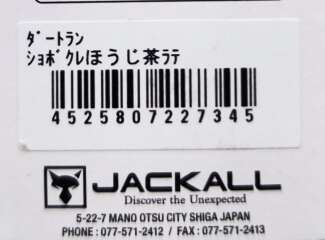 ﾀﾞｰﾄﾗﾝ
ｼｮﾎﾞｸﾚほうじ茶ﾗﾃ
4525807227345
JACKALL
Discover the Unexpected
5-22-7 MANO OTSU CITY SHIGA JAPAN
PHONE : 077-571-2412 / FAX : 077-571-2413